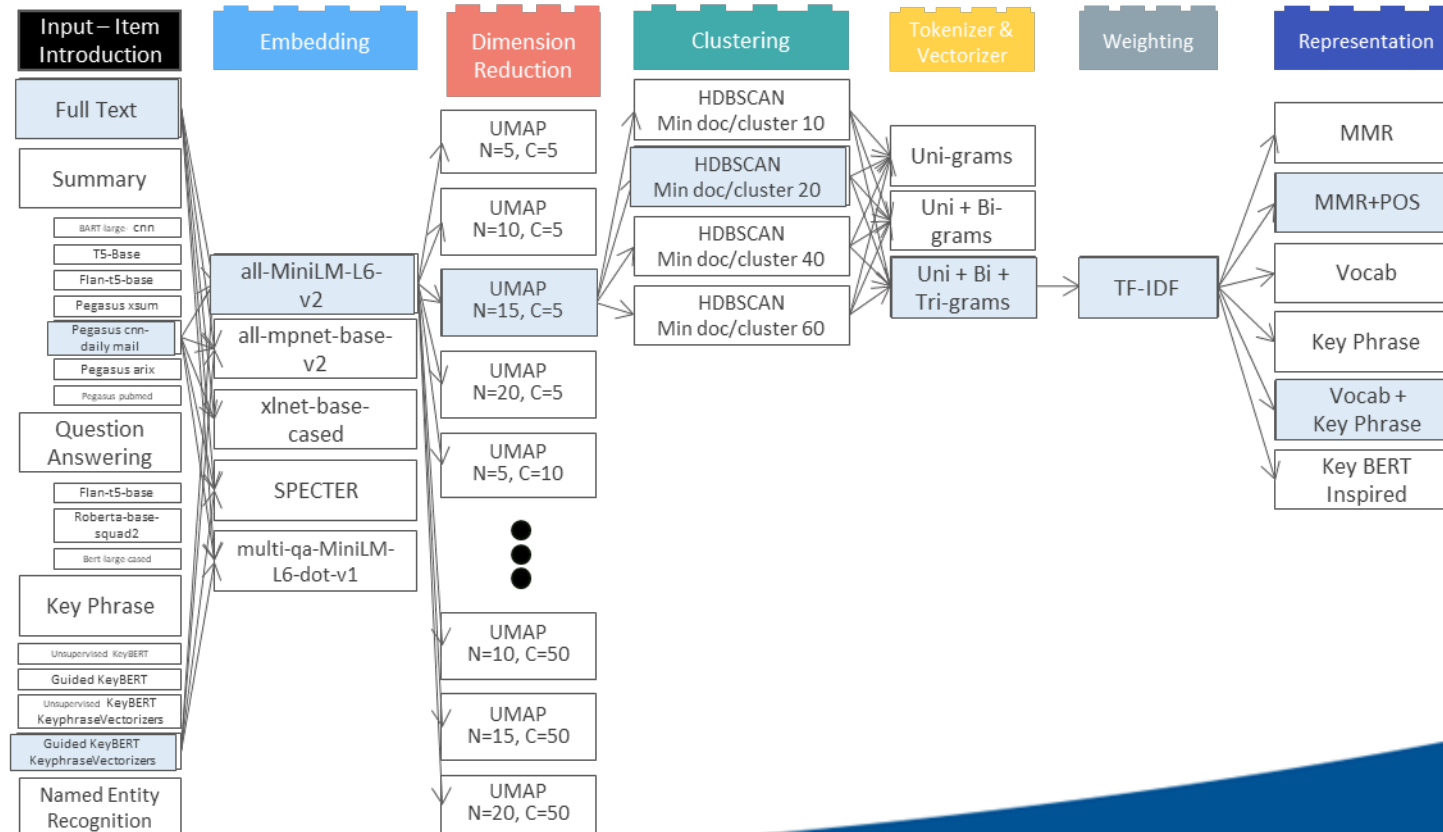 Input – Item
Introduction
Embedding
Dimension
Reduction
Clustering
Tokenizer &
Vectorizer
Weighting
Representation
Full Text
Summary
BART-large- cnn
T5-Base
Flan-t5-base
Pegasus xsum
Pegasus cnn-
daily mail
Pegasus arix
Pegasus pubmed
Question
Answering
Flan-t5-base
Roberta-base-
squad2
Bert-large-cased
Key Phrase
Unsupervised KeyBERT
Guided KeyBERT
Unsupervised KeyBERT
KeyphraseVectorizers
Guided KeyBERT
KeyphraseVectorizers
Named Entity
Recognition
all-MiniLM-L6-
v2
all-mpnet-base-
v2
xlnet-base-
cased
SPECTER
multi-qa-MiniLM-
L6-dot-v1
UMAP
N=5, C=5
UMAP
N=10, C=5
UMAP
N=15, C=5
UMAP
N=20, C=5
UMAP
N=5, C=10
UMAP
N=10, C=50
UMAP
N=15, C=50
UMAP
N=20, C=50
HDBSCAN
Min doc/cluster 10
HDBSCAN
Min doc/cluster 20
HDBSCAN
Min doc/cluster 40
HDBSCAN
Min doc/cluster 60
Uni-grams
Uni + Bi-
grams
Uni + Bi +
Tri-grams
TF-IDF
MMR
MMR+POS
Vocab
Key Phrase
Vocab +
Key Phrase
Key BERT
Inspired